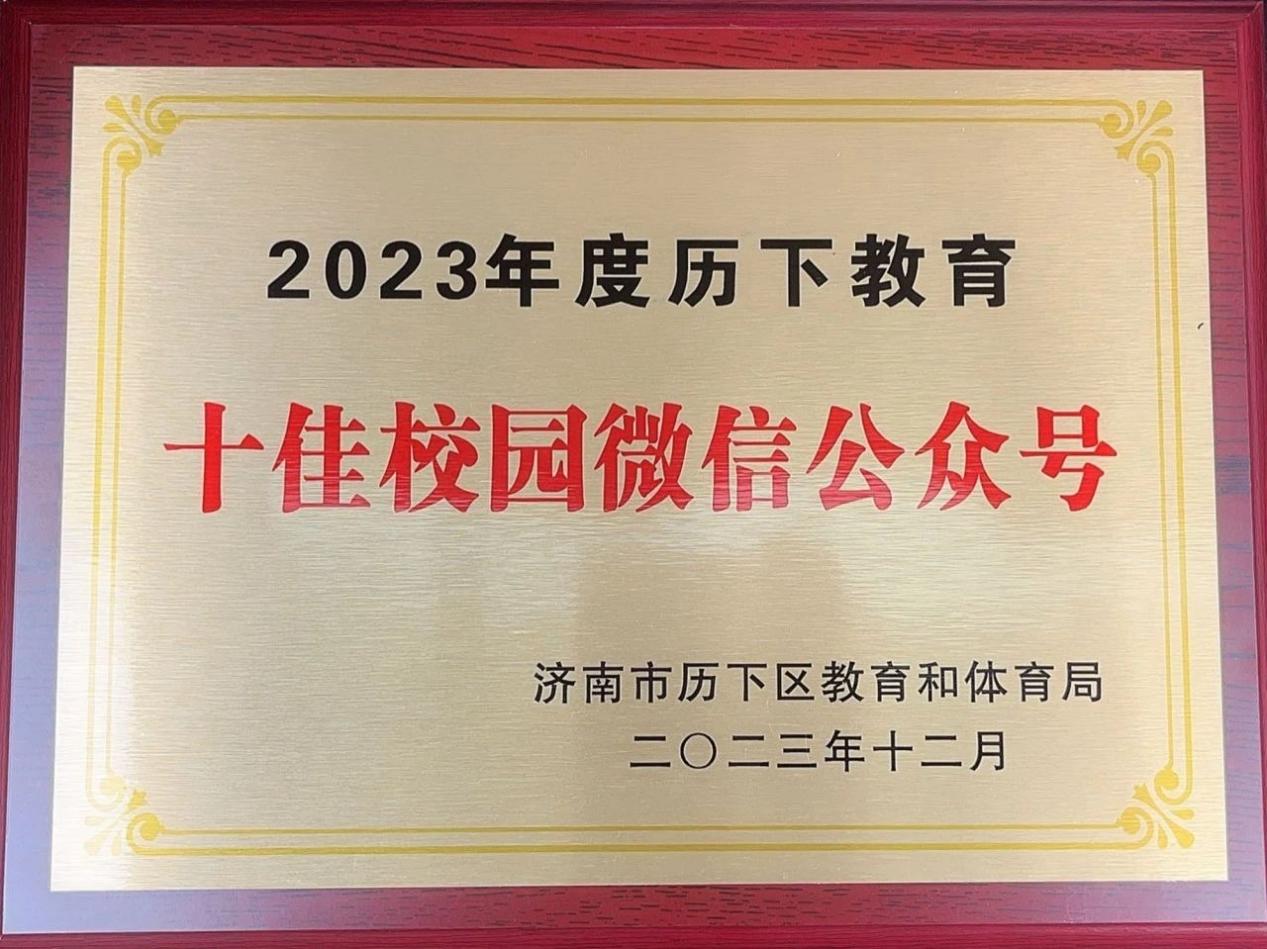 2023年度历下教育
十佳校园微信公众号
济南市历下区教育和体育局
二〇二三年十二月